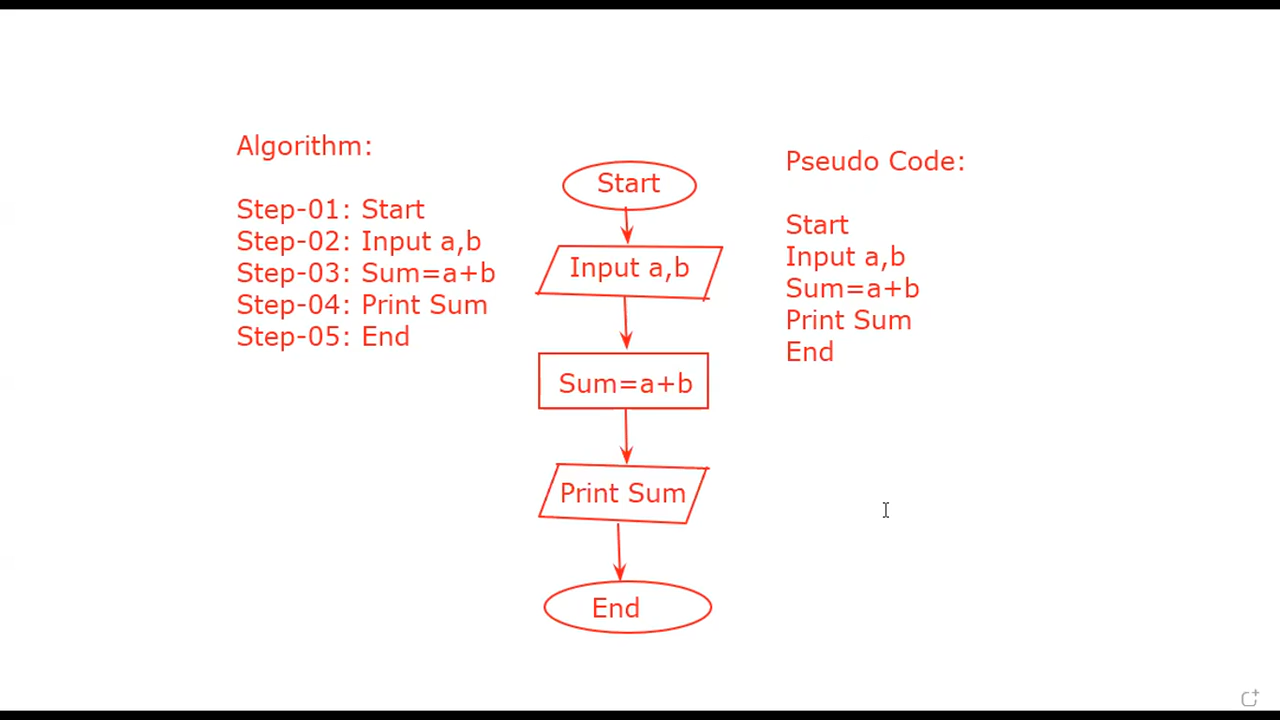 Algorithm:
Step-01: Start
Step-02: Input a,b
Step-03: Sum=a+b
Step-04: Print Sum
Step-05: End
Start
Input a,b
Sum=a+b
Print Sum
End
Pseudo Code:
Start
Input a,b
Sum=a+b
Print Sum
End